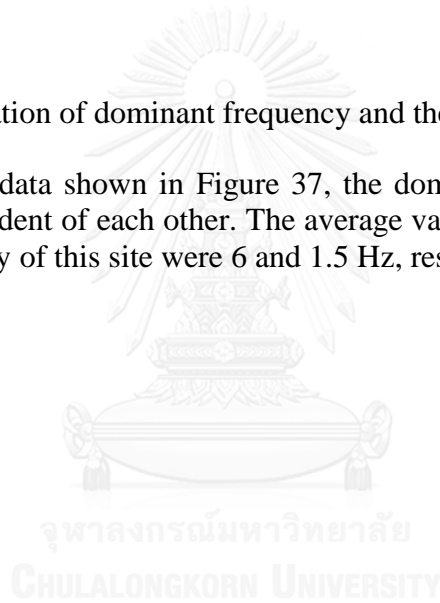 ation of dominant frequency and the
data shown in Figure 37, the dom
dent of each other. The average va
y of this site were 6 and 1.5 Hz, res
จุฬาลงกรณ์มหาวิทยาลัย
CHULALONGKORN UNIVERSITY